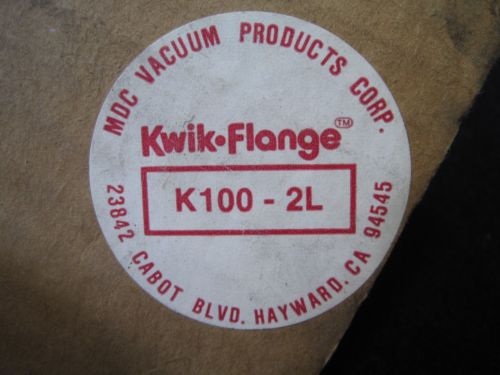 MDC VACUUM PRODUCTS CORP.
Kwik•Flange™
K100 - 2L
23842 CABOT BLVD. HAYWARD. CA 94545